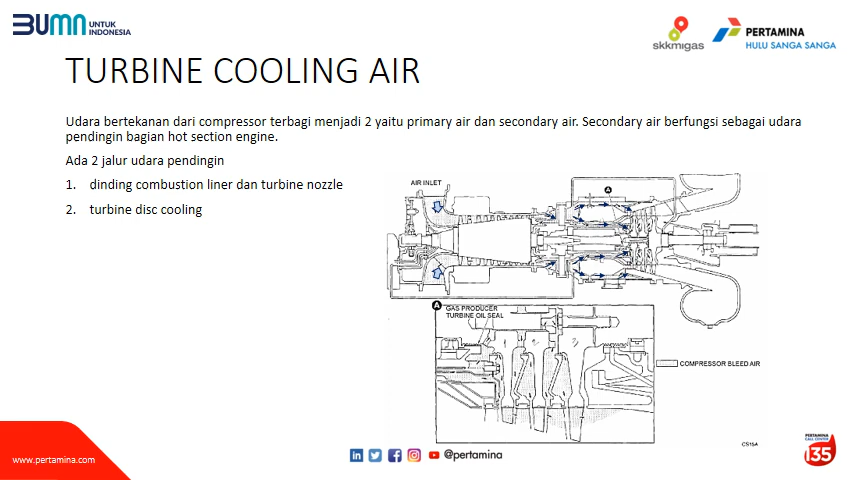 BUMN UNTUK
INDONESIA
skkmigas
PERTAMINA
HULU SANGA SANGA
TURBINE COOLING AIR
Udara bertekanan dari compressor terbagi menjadi 2 yaitu primary air dan secondary air. Secondary air berfungsi sebagai udara
pendingin bagian hot section engine.
Ada 2 jalur udara pendingin
1. dinding combustion liner dan turbine nozzle
2. turbine disc cooling
AIR INLET
A
A
GAS PRODUCER
TURBINE OIL SEAL
COMPRESSOR BLEED AIR
CS15A
www.pertamina.com
@pertamina
PERTAMINA
CALL CENTER
135